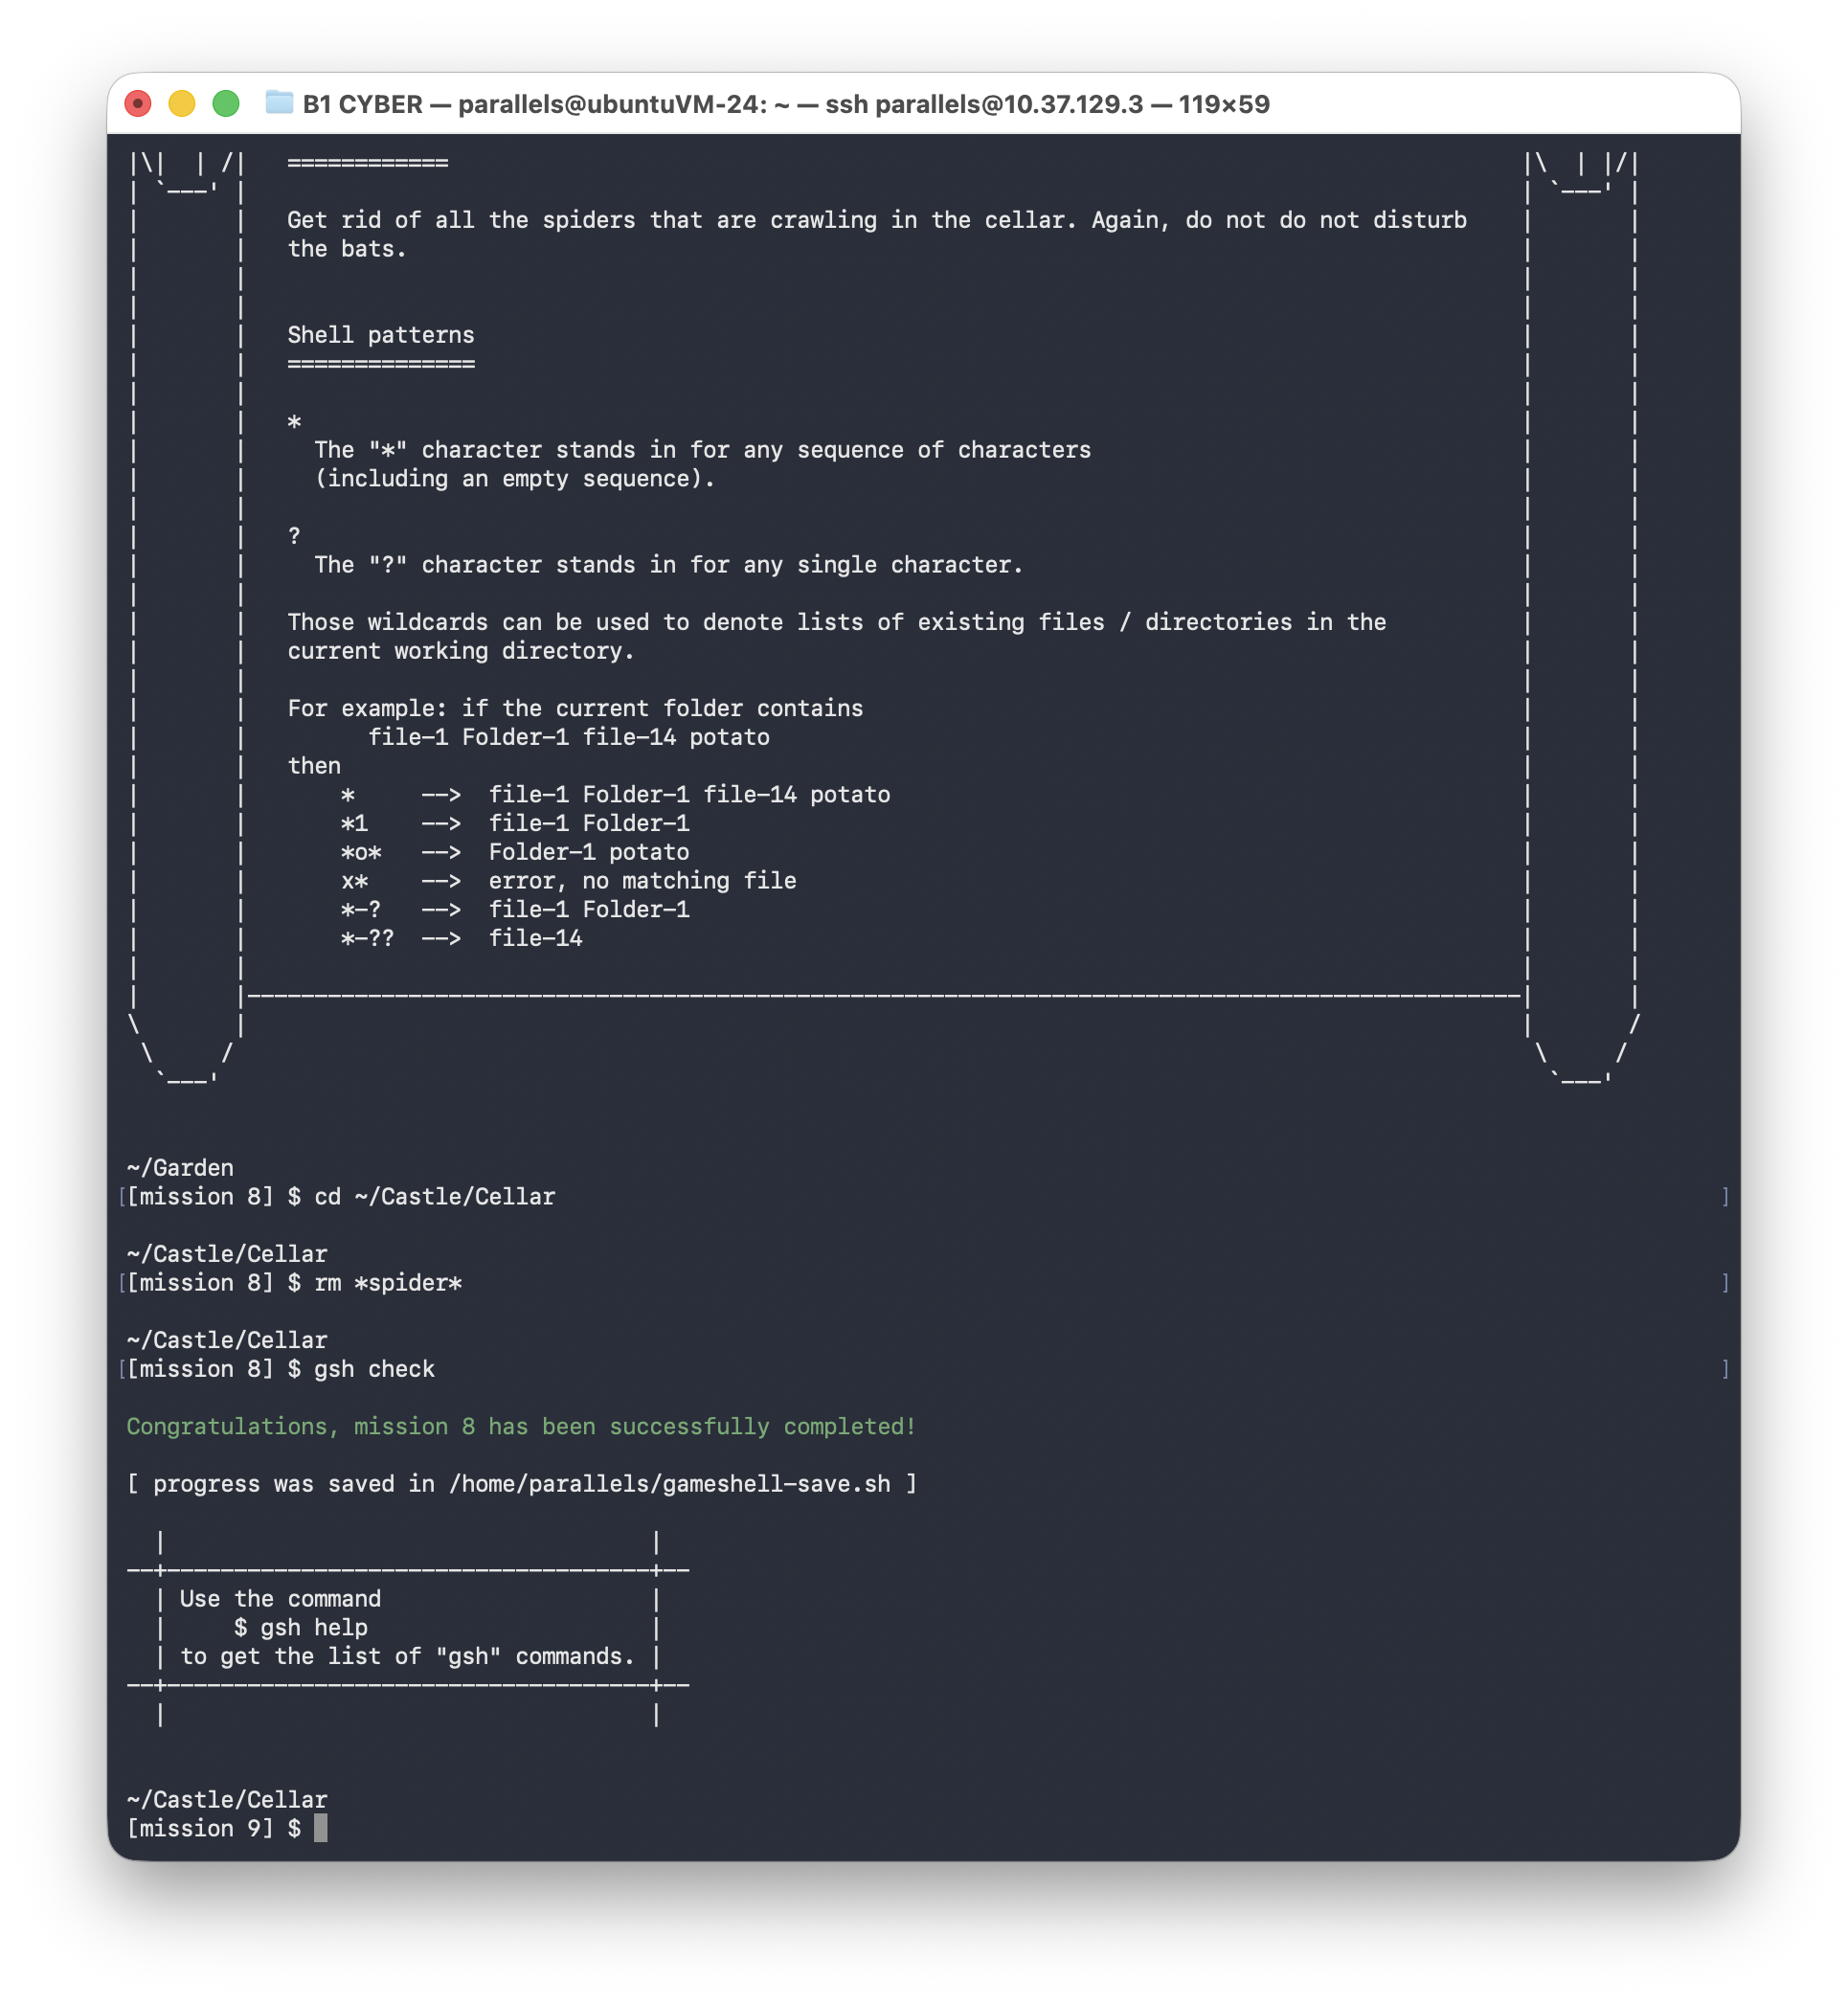 B1 CYBER — parallels@ubuntuVM-24: ~ — ssh parallels@10.37.129.3 — 119×59
|\|  | /|   ============                                                                                |\  | |/|
| `---' |                                                                                               | `---' |
|       |   Get rid of all the spiders that are crawling in the cellar. Again, do not do not disturb    |       |
|       |   the bats.                                                                                   |       |
|       |   Shell patterns                                                                              |       |
|       |   ==============                                                                              |       |
|       |   *                                                                                           |       |
|       |     The "*" character stands in for any sequence of characters                                |       |
|       |     (including an empty sequence).                                                            |       |
|       |   ?                                                                                           |       |
|       |     The "?" character stands in for any single character.                                     |       |
|       |   Those wildcards can be used to denote lists of existing files / directories in the          |       |
|       |   current working directory.                                                                  |       |
|       |   For example: if the current folder contains                                                 |       |
|       |         file-1 Folder-1 file-14 potato                                                        |       |
|       |   then                                                                                        |       |
|       |       *     -->  file-1 Folder-1 file-14 potato                                               |       |
|       |       *1    -->  file-1 Folder-1                                                              |       |
|       |       *o*   -->  Folder-1 potato                                                              |       |
|       |       x*    -->  error, no matching file                                                      |       |
|       |       *-?   -->  file-1 Folder-1                                                              |       |
|       |       *-??  -->  file-14                                                                      |       |
~/Garden
[[mission 8] $ cd ~/Castle/Cellar ]
~/Castle/Cellar
[[mission 8] $ rm *spider* ]
~/Castle/Cellar
[[mission 8] $ gsh check ]
Congratulations, mission 8 has been successfully completed!
[ progress was saved in /home/parallels/gameshell-save.sh ]
  |                                    |
--+------------------------------------+--
  | Use the command                    |
  |     $ gsh help                     |
  | to get the list of "gsh" commands. |
--+------------------------------------+--
  |                                    |
~/Castle/Cellar
[mission 9] $